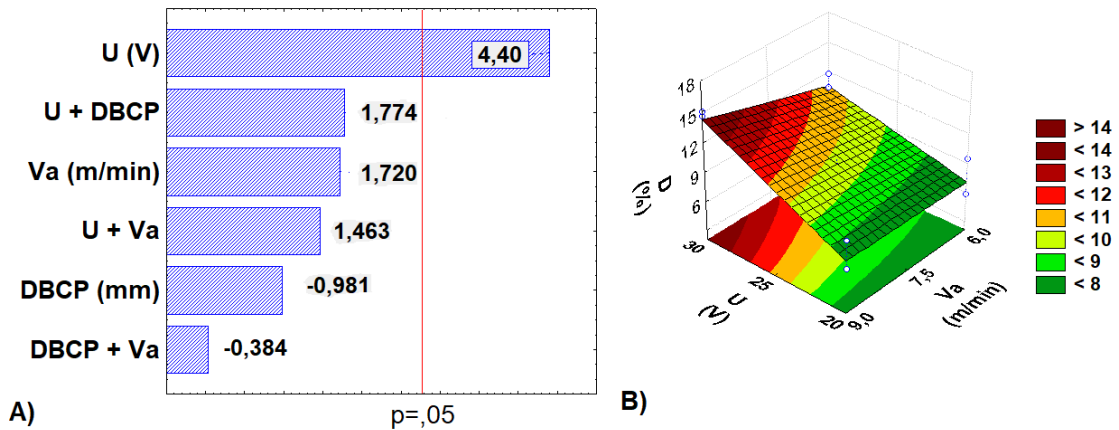 U (V)
4,40
U + DBCP
1,774
Va (m/min)
1,720
U + Va
1,463
DBCP (mm)
-0,981
DBCP + Va
-0,384
p=,05
A)
18
15
12
9
6
D
(%)
30
25
20
U
(V)
9,0
7,5
6,0
Va
(m/min)
> 14
< 14
< 13
< 12
< 11
< 10
< 9
< 8
B)